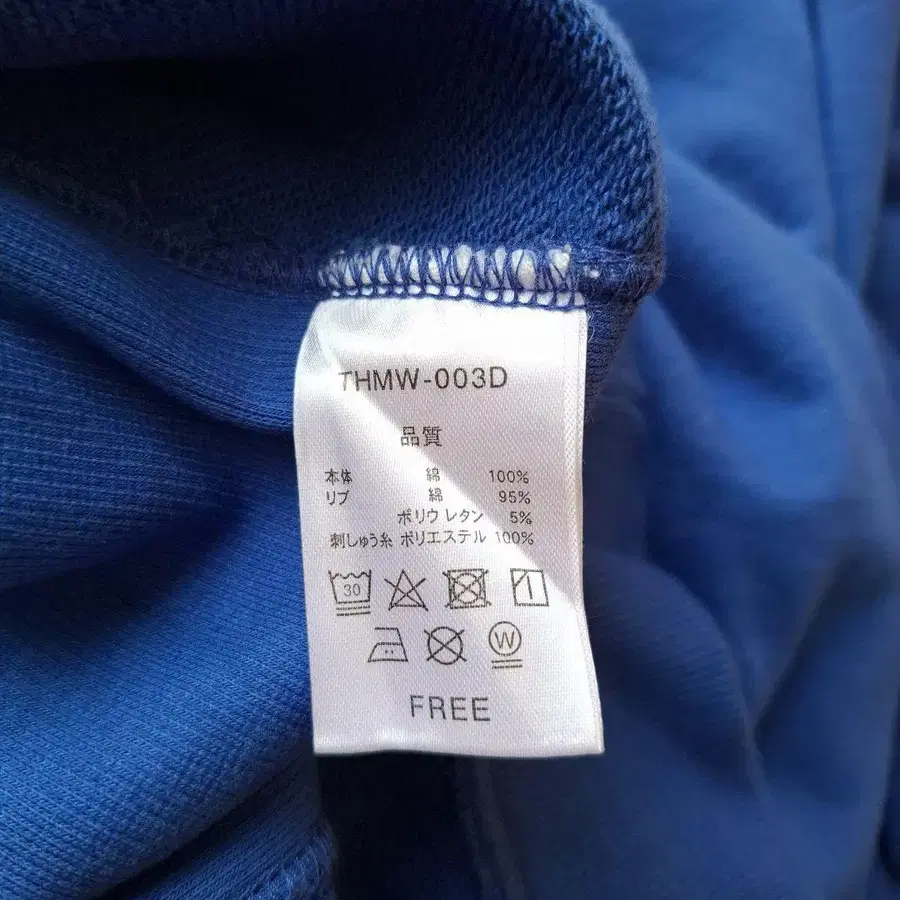 THMW-003D
品質
本体 綿 100%
リブ 綿 95%
ポリウレタン 5%
刺しゅう糸 ポリエステル 100%
30
W
FREE